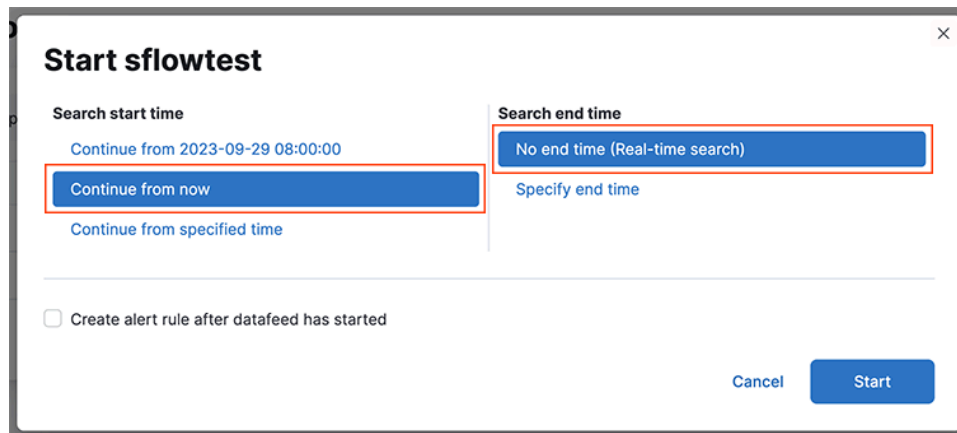 Start sflowtest
Search start time
Continue from 2023-09-29 08:00:00
Continue from now
Continue from specified time
Search end time
No end time (Real-time search)
Specify end time
Create alert rule after datafeed has started
Cancel
Start